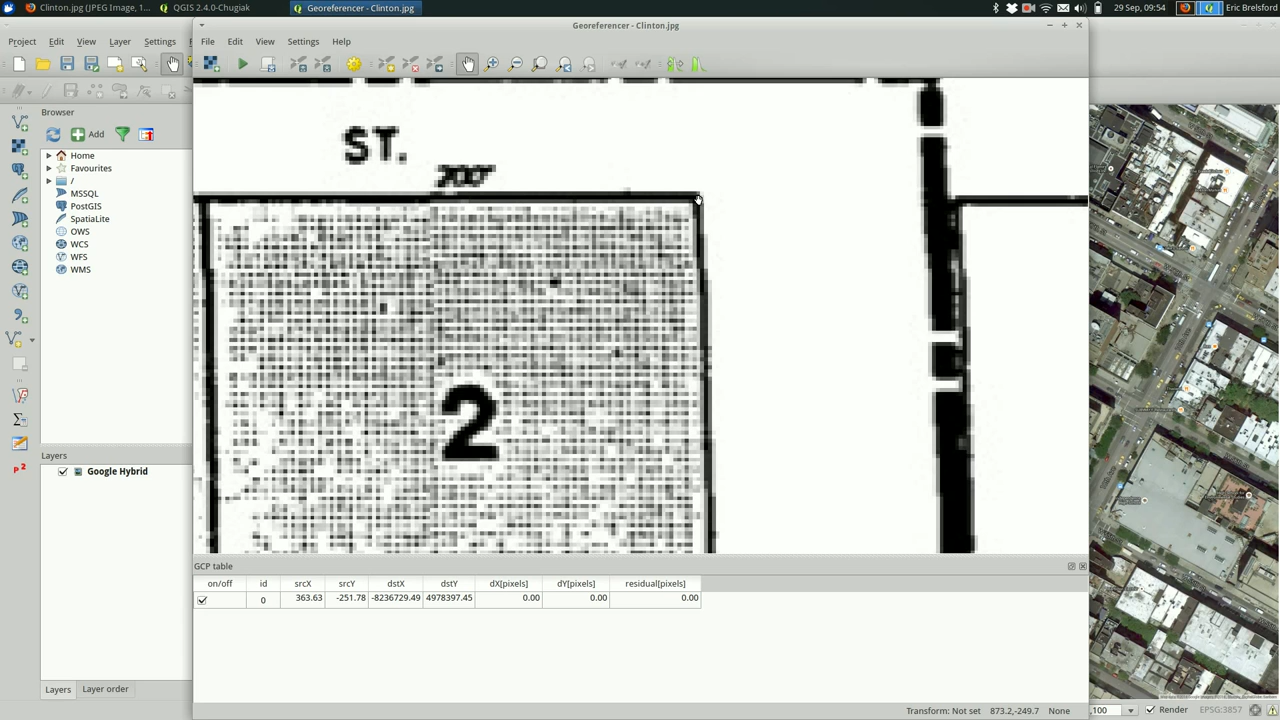 Clinton.jpg (JPEG Image, 1...
QGIS 2.4.0-Chugiak
Georeferencer - Clinton.jpg
29 Sep, 09:54
Eric Brelsford
Georeferencer - Clinton.jpg
Project Edit View Layer Settings
File Edit View Settings Help
ST.
2
Browser
Add
Home
Favourites
/
MSSQL
PostGIS
SpatiaLite
OWS
WCS
WFS
WMS
Layers
Google Hybrid
Layers Layer order
GCP table
on/off id srcX srcY dstX dstY dX[pixels] dY[pixels] residual[pixels]
0 363.63 -251.78 -8236729.49 4978397.45 0.00 0.00 0.00
Transform: Not set 873.2,-249.7 None
,100 Render EPSG:3857